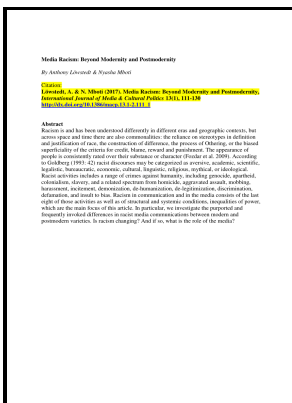 Media Racism: Beyond Modernity and Postmodernity
By Anthony Löwstedt & Nyasha Mboti
Citation:
Löwstedt, A. & N. Mboti (2017). Media Racism: Beyond Modernity and Postmodernity,
International Journal of Media & Cultural Politics 13(1), 111-130
http://dx.doi.org/10.1386/macp.13.1-2.111_1
Abstract
Racism is and has been understood differently in different eras and geographic contexts, but
across space and time there are also commonalities: the reliance on stereotypes in definition
and justification of race, the construction of difference, the process of Othering, or the biased
superficiality of the criteria for credit, blame, reward and punishment. The appearance of
people is consistently rated over their substance or character (Feedar et al. 2009). According
to Goldberg (1993: 42) racist discourses may be categorised as aversive, academic, scientific,
legalistic, bureaucratic, economic, cultural, linguistic, religious, mythical, or ideological.
Racist activities includes a range of crimes against humanity, including genocide, apartheid,
colonialism, slavery, and a related spectrum from homicide, aggravated assault, mobbing,
harassment, incitement, demonization, de-humanization, de-legitimization, discrimination,
defamation, and insult to bias. Racism in communication and in the media consists of the last
eight of those activities as well as of structural and systemic conditions, inequalities of power,
which are the main focus of this article. In particular, we investigate the purported and
frequently invoked differences in racist media communications between modern and
postmodern varieties. Is racism changing? And if so, what is the role of the media?